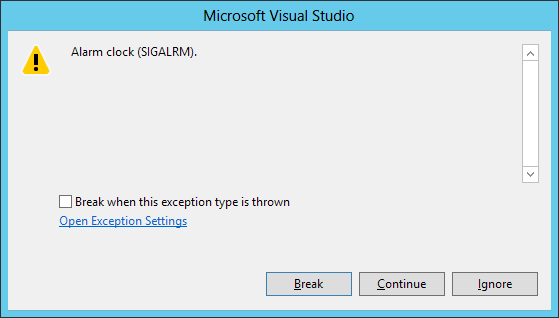 Microsoft Visual Studio
Alarm clock (SIGALRM).
Break when this exception type is thrown
Open Exception Settings
Break
Continue
Ignore